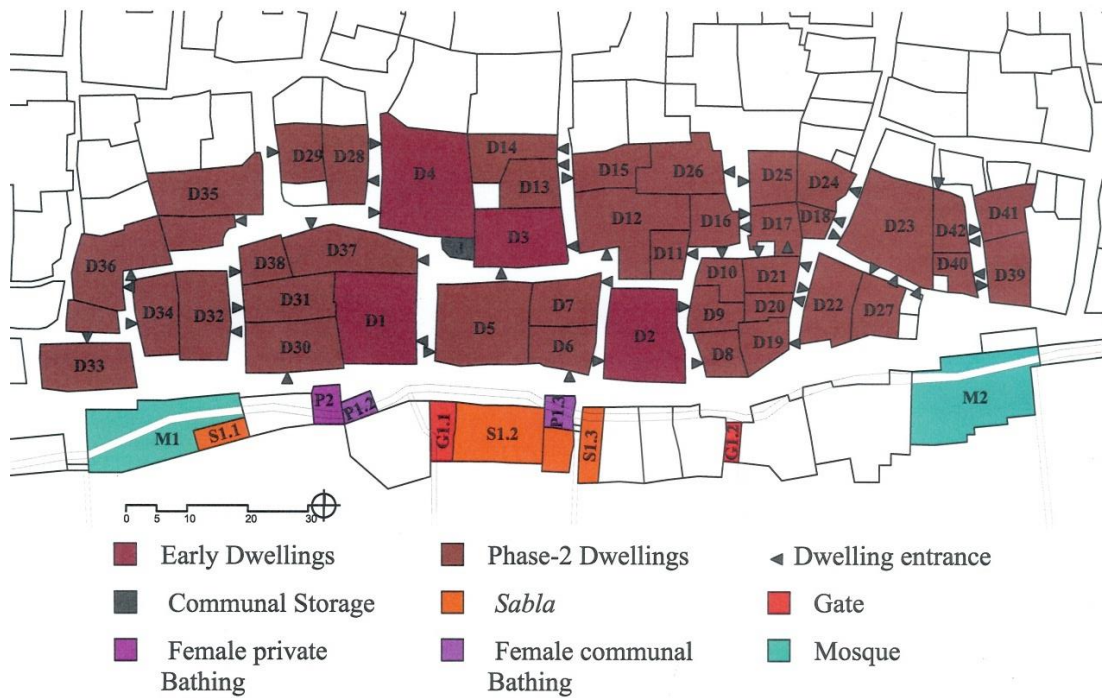 D14
D29 D28
D4
D15 D26
D25 D24
D35
D13
D41
D12
D16 D17 D18
D23
D42
D3
D37
D11
D36
D38
D10 D21
D40 D39
D34 D32 D31
D7
D9 D20
D22 D27
D1
D5
D2
D33
D30
D6
D8 D19
P2
P1.2
P1.3
M2
M1
S1.1
G1.1
S1.2
S1.3
G1.2
0 5 10 20 30
Early Dwellings
Phase-2 Dwellings
Dwelling entrance
Communal Storage
Sabla
Gate
Female private
Bathing
Female communal
Bathing
Mosque